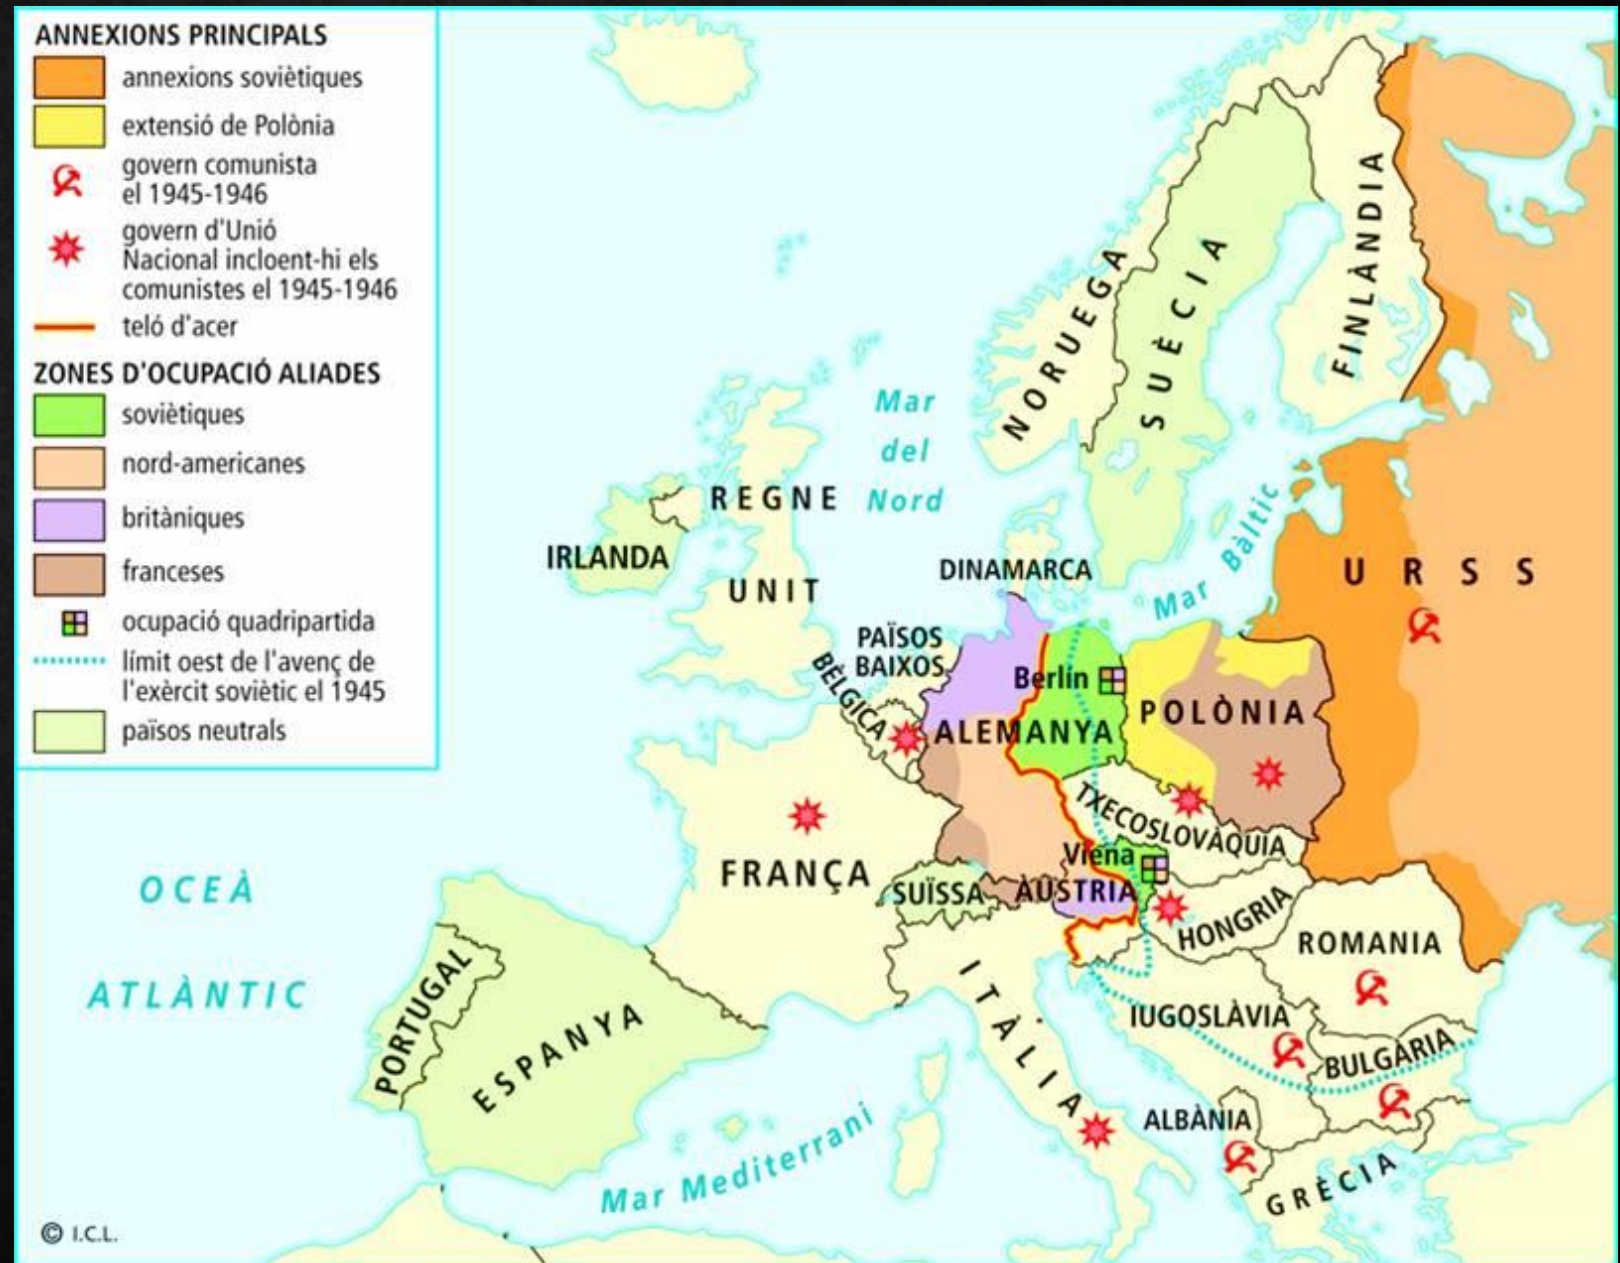 ANNEXIONS PRINCIPALS
annexions soviètiques
extensió de Polònia
govern comunista
el 1945-1946
govern d'Unió
Nacional incloent-hi els
comunistes el 1945-1946
teló d'acer
ZONES D'OCUPACIÓ ALIADES
soviètiques
nord-americanes
britàniques
franceses
ocupació quadripartida
límit oest de l'avenç de
l'exèrcit soviètic el 1945
països neutrals
NORUEGA
SUÈCIA
FINLÀNDIA
Mar
del
Nord
REGNE
UNIT
IRLANDA
DINAMARCA
Mar Bàltic
URSS
PAÏSOS
BAIXOS
BÈLGICA
Berlín
ALEMANYA
POLÒNIA
TXECOSLOVÀQUIA
Viena
FRANÇA
SUÏSSA
ÀUSTRIA
HONGRIA
ROMANIA
OCEÀ
ATLÀNTIC
PORTUGAL
ESPANYA
ITÀLIA
IUGOSLÀVIA
BULGÀRIA
ALBÀNIA
GRÈCIA
Mar Mediterrani
© I.C.L.